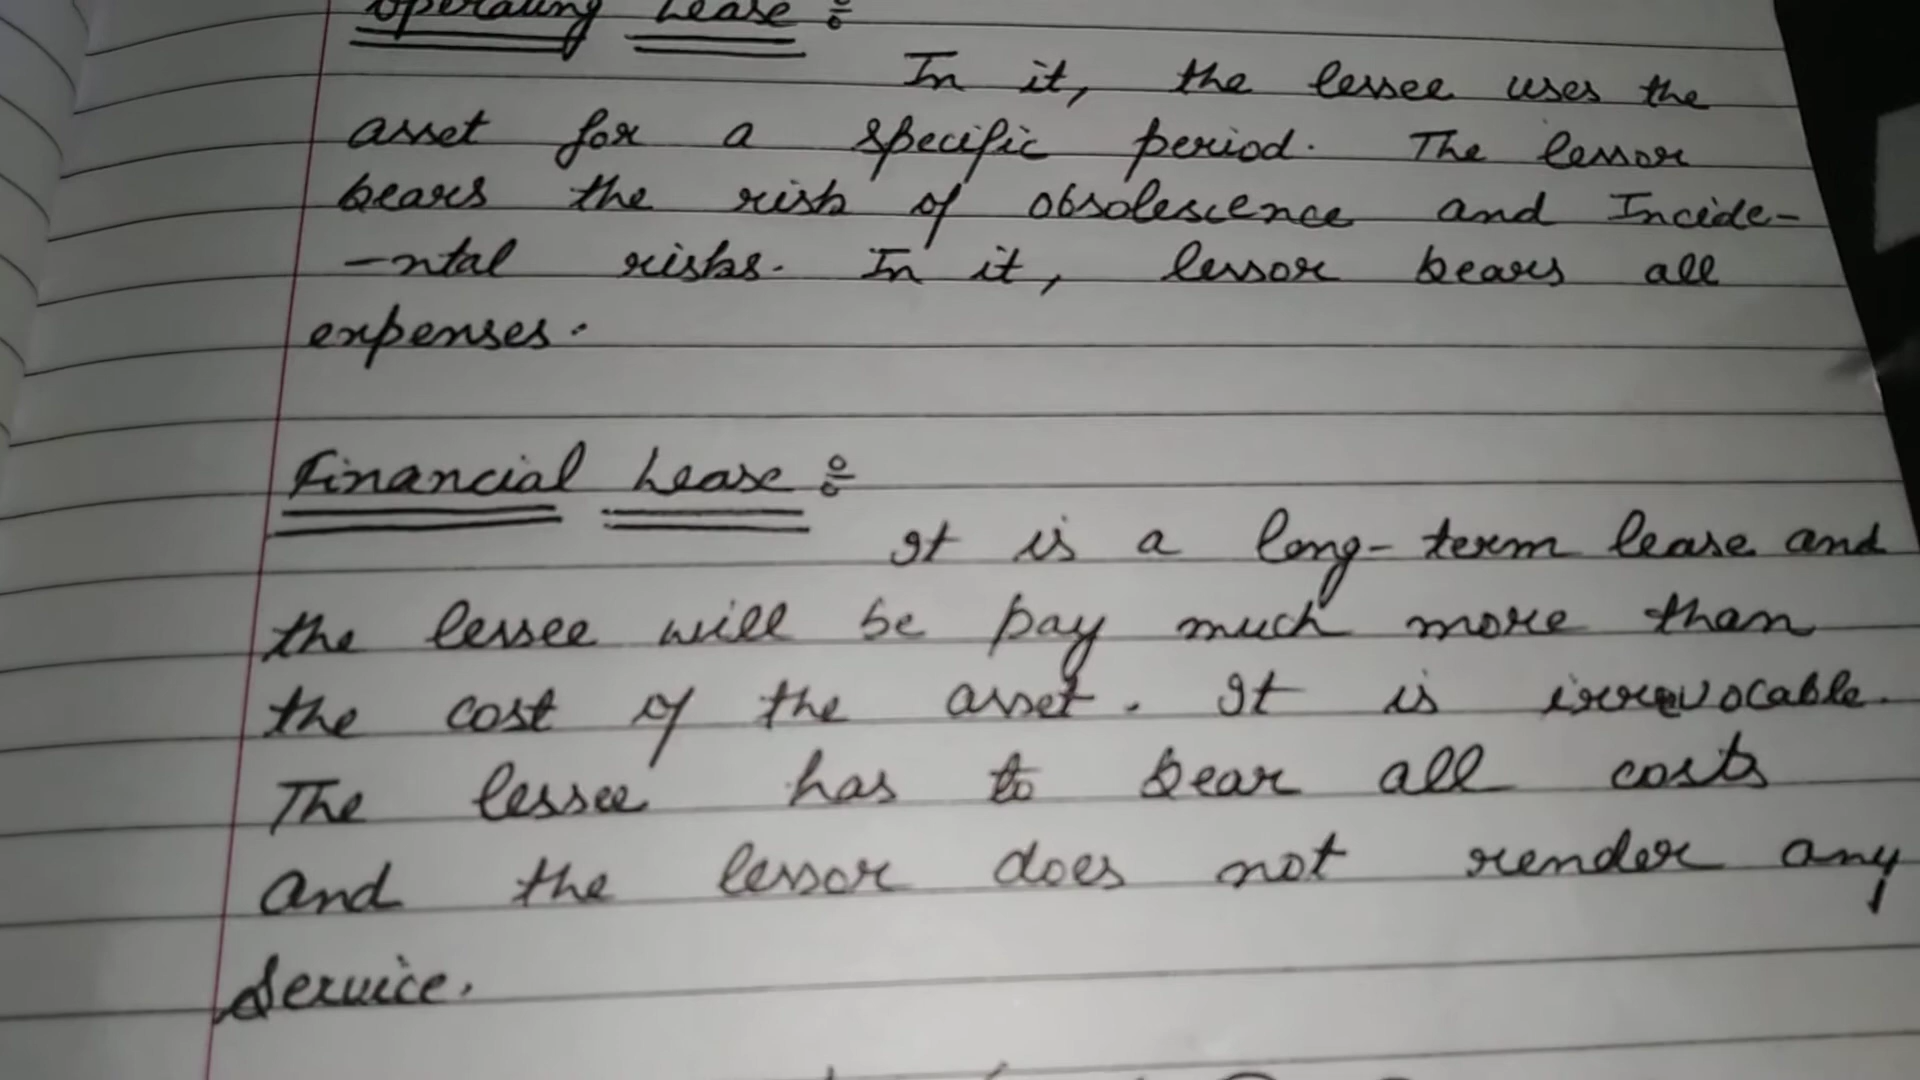 Operating Lease :-
In it, the lessee uses the
asset for a specific period. The lessor
bears the risk of obsolescence and Incide-
-ntal risks. In it, lessor bears all
expenses.
Financial Lease :-
It is a long-term lease and
the lessee will be pay much more than
the cost of the asset. It is irrevocable.
The lessee has to bear all costs
and the lessor does not render any
service.